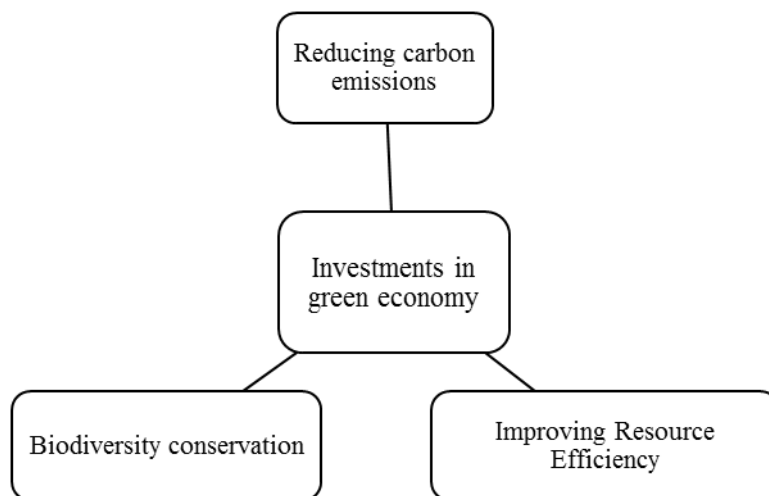 Reducing carbon
emissions
Investments in
green economy
Biodiversity conservation
Improving Resource
Efficiency